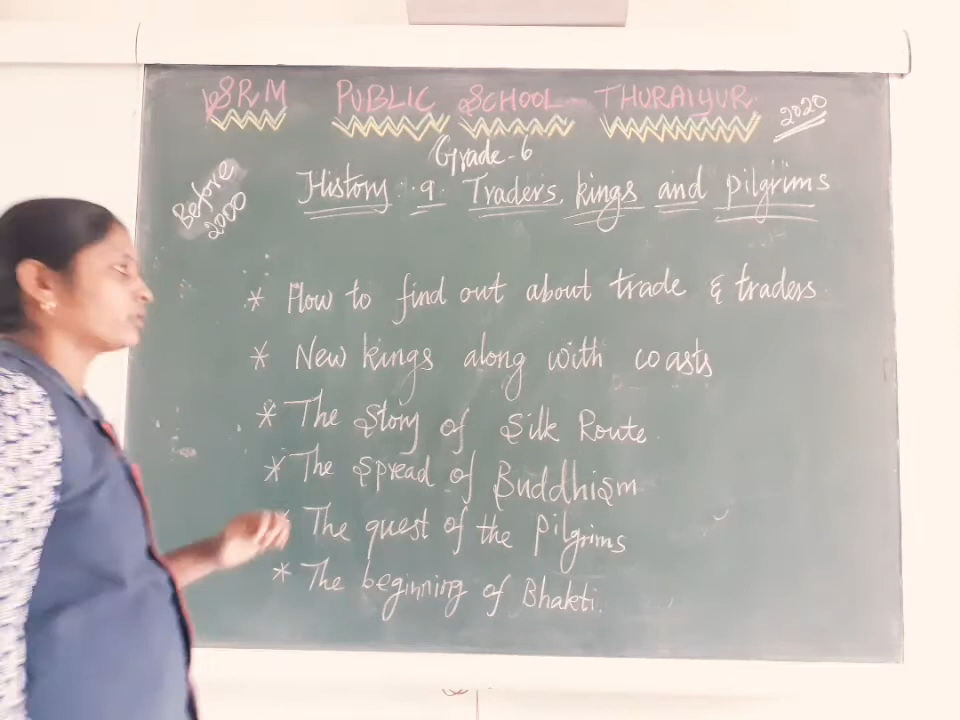 SRM PUBLIC SCHOOL THURAIYUR
2020
Grade-6
Before
2000
History : 9. Traders, kings and pilgrims
* How to find out about trade & traders
* New kings along with coasts
* The Story of Silk Route.
* The Spread of Buddhism
* The quest of the Pilgrims
* The beginning of Bhakti.